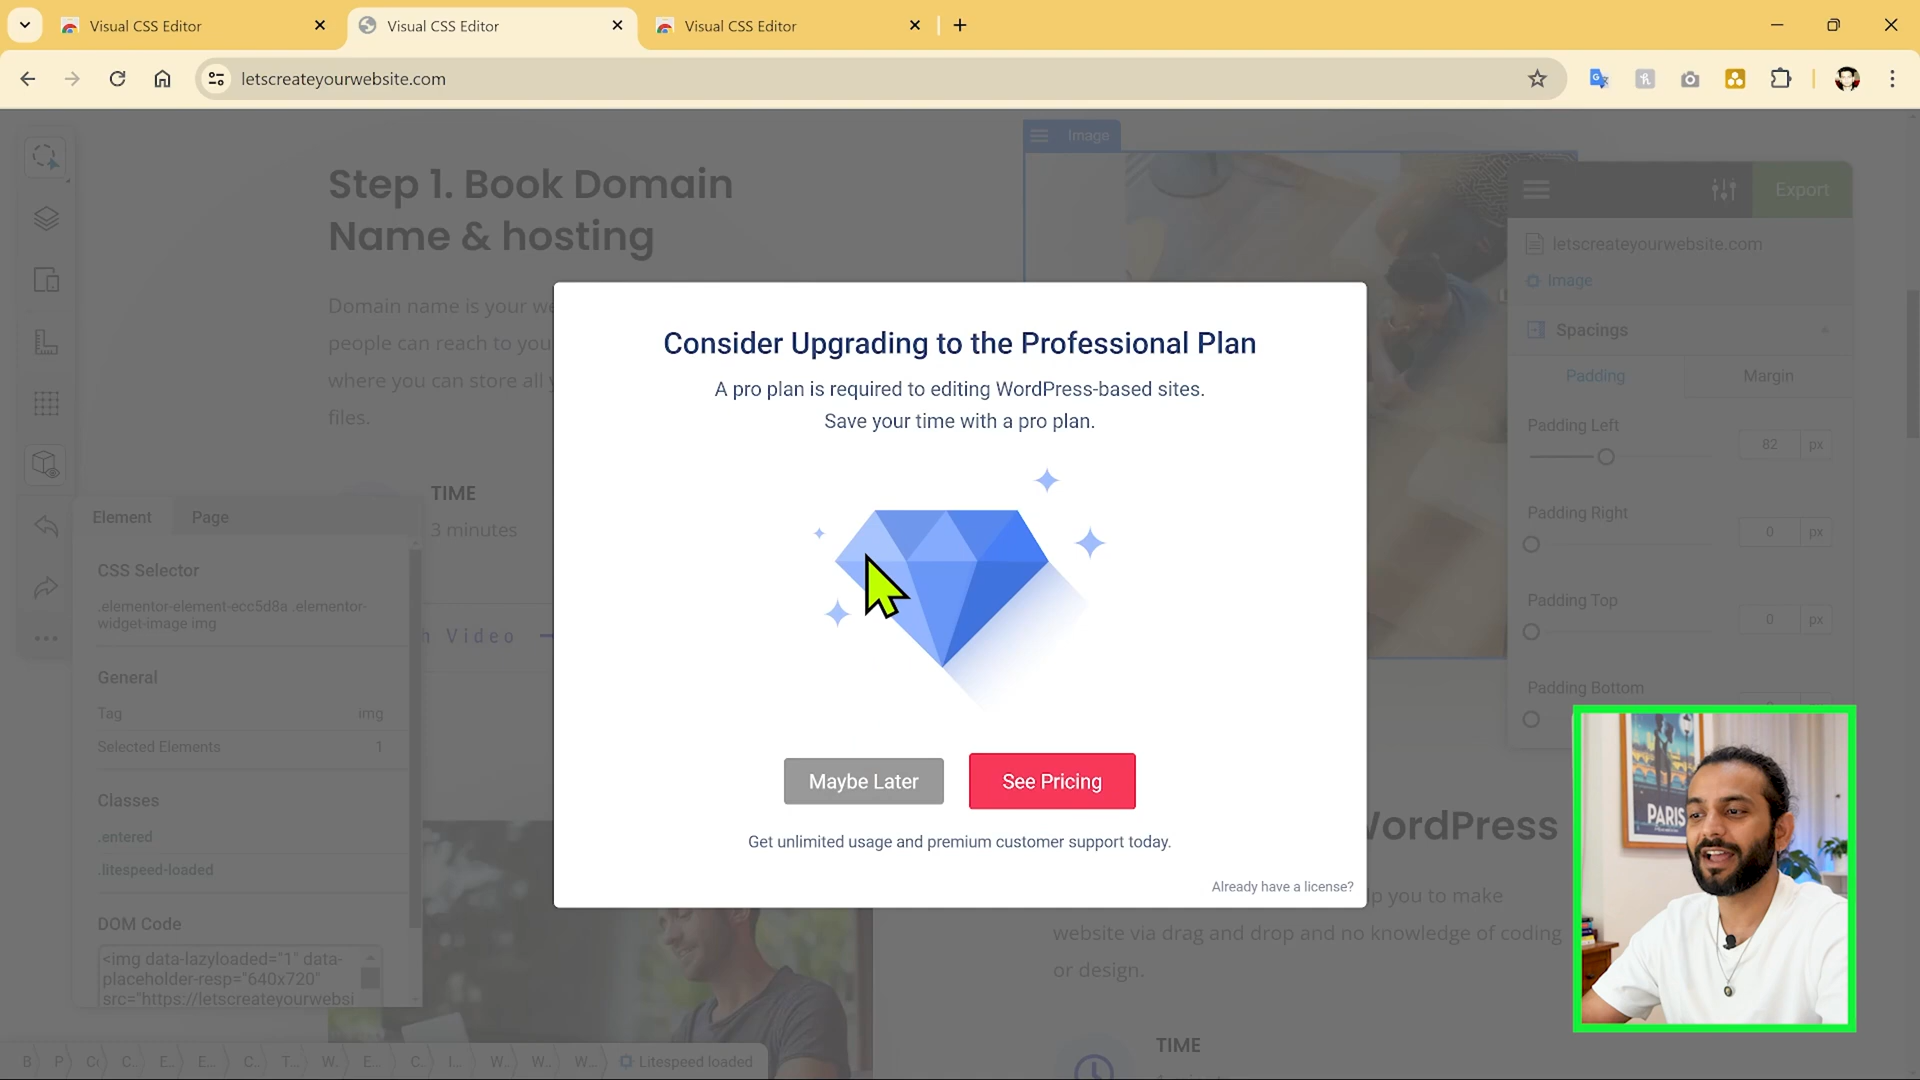 Visual CSS Editor
Visual CSS Editor
Visual CSS Editor
letscreateyourwebsite.com
Step 1. Book Domain
Name & hosting
Domain name is your we
people can reach to you
where you can store all
files.
TIME
3 minutes
h Video
Image
Export
letscreateyourwebsite.com
Image
Spacings
Padding
Margin
Padding Left
82 px
Padding Right
0 px
Padding Top
0 px
Padding Bottom
Consider Upgrading to the Professional Plan
A pro plan is required to editing WordPress-based sites.
Save your time with a pro plan.
Maybe Later
See Pricing
Get unlimited usage and premium customer support today.
Already have a license?
Element
Page
CSS Selector
.elementor-element-ecc5d8a .elementor-
widget-image img
General
Tag img
Selected Elements 1
Classes
.entered
.litespeed-loaded
DOM Code
<img data-lazyloaded="1" data-
placeholder-resp="640x720"
src="https://letscreateyourwebsi
WordPress
p you to make
website via drag and drop and no knowledge of coding
or design.
TIME
PARIS
B P C. C. E.. E... C. T... W. E... C. I... W. W. W... Litespeed loaded